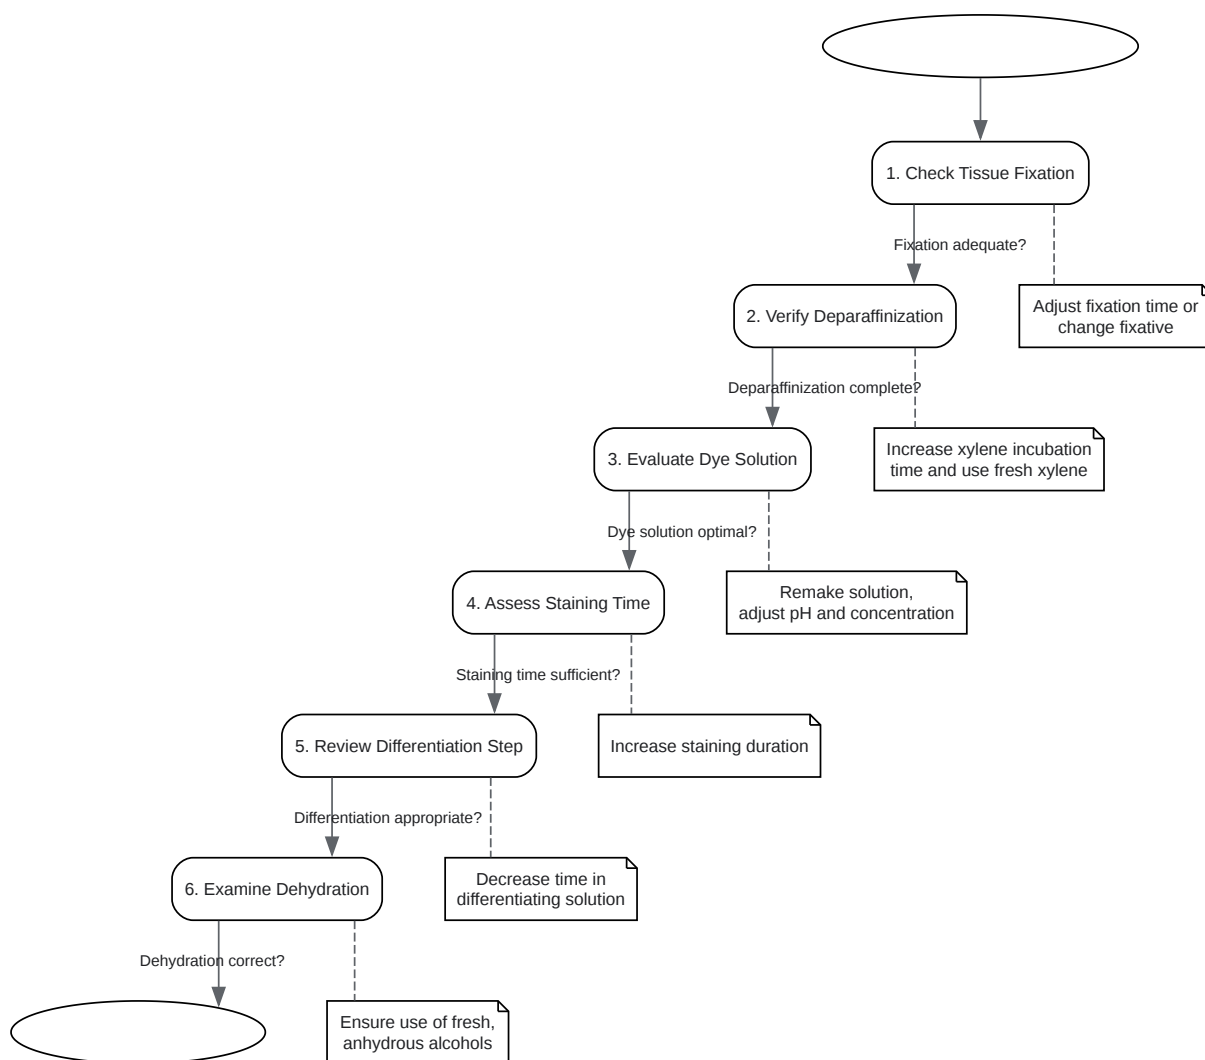 1. Check Tissue Fixation
Fixation adequate?
Adjust fixation time or
change fixative
2. Verify Deparaffinization
Deparaffinization complete?
Increase xylene incubation
time and use fresh xylene
3. Evaluate Dye Solution
Dye solution optimal?
Remake solution,
adjust pH and concentration
4. Assess Staining Time
Staining time sufficient?
Increase staining duration
5. Review Differentiation Step
Differentiation appropriate?
Decrease time in
differentiating solution
6. Examine Dehydration
Dehydration correct?
Ensure use of fresh,
anhydrous alcohols